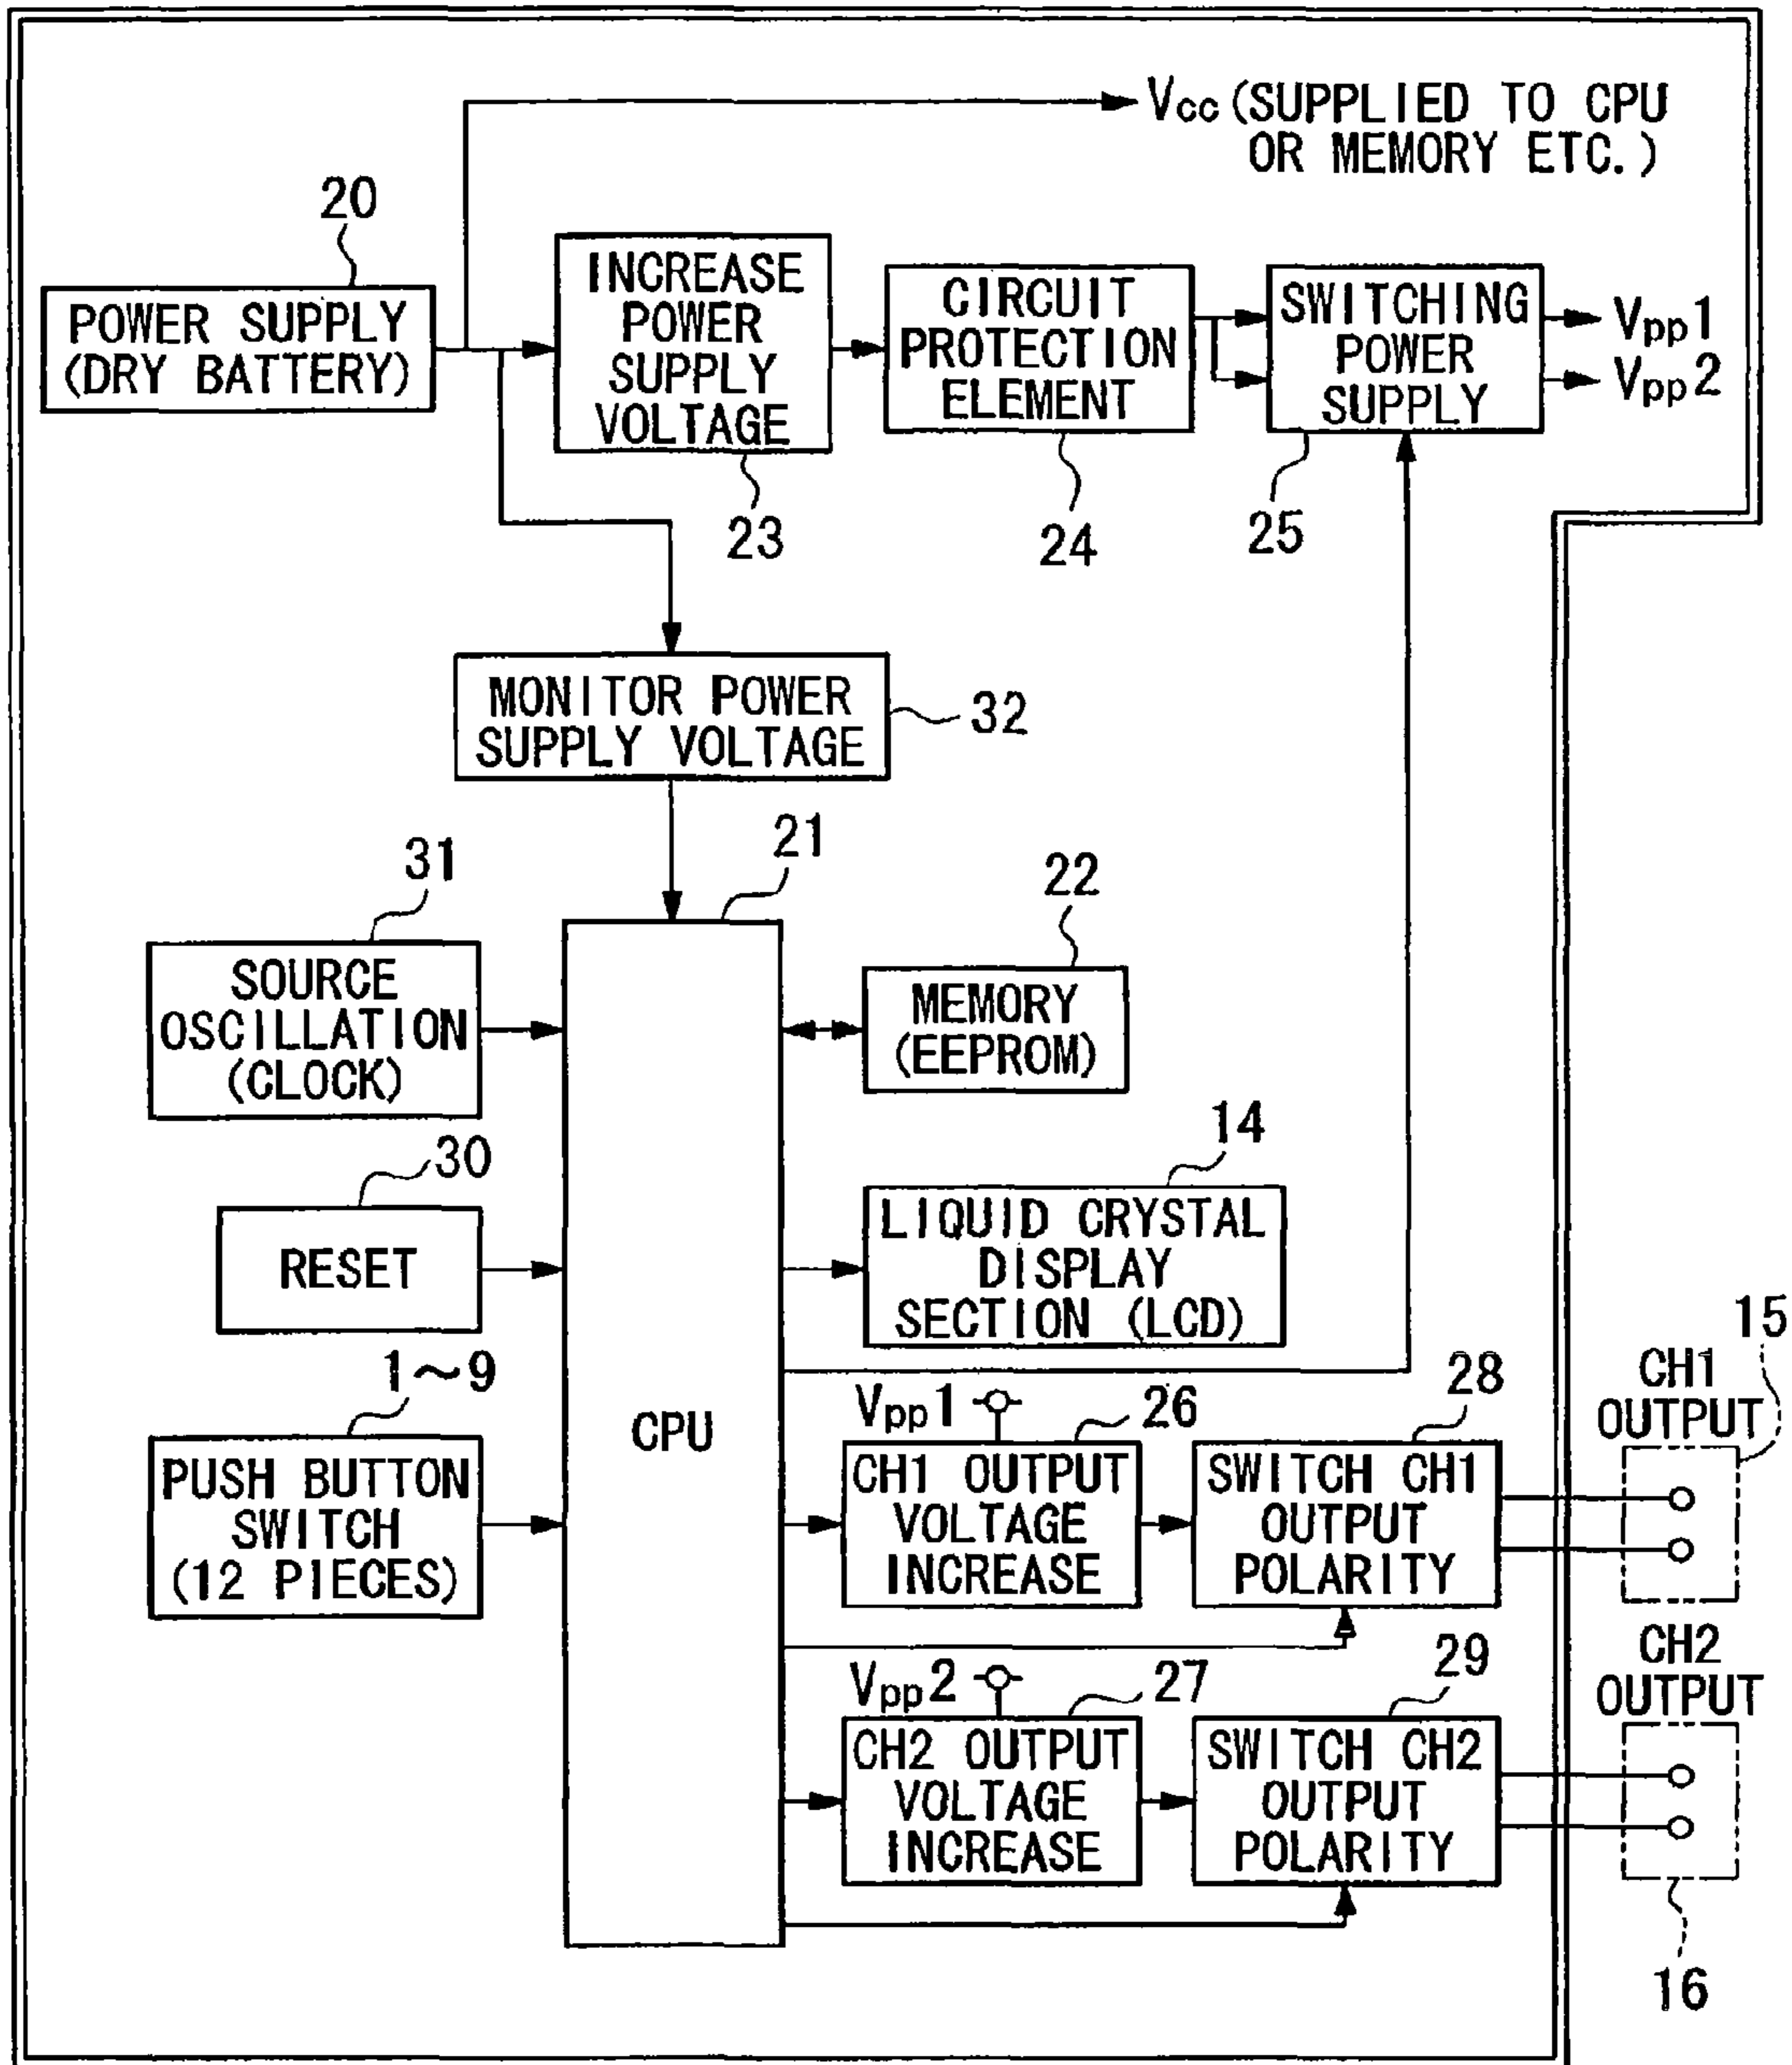 Vcc (SUPPLIED TO CPU
OR MEMORY ETC.)
20
POWER SUPPLY
(DRY BATTERY)
INCREASE
POWER
SUPPLY
VOLTAGE
23
CIRCUIT
PROTECTION
ELEMENT
24
SWITCHING
POWER
SUPPLY
25
Vpp1
Vpp2
MONITOR POWER
SUPPLY VOLTAGE
32
31
SOURCE
OSCILLATION
(CLOCK)
21
CPU
22
MEMORY
(EEPROM)
30
RESET
14
LIQUID CRYSTAL
DISPLAY
SECTION (LCD)
1~9
PUSH BUTTON
SWITCH
(12 PIECES)
Vpp1
26
CH1 OUTPUT
VOLTAGE
INCREASE
28
SWITCH CH1
OUTPUT
POLARITY
15
CH1
OUTPUT
Vpp2
27
CH2 OUTPUT
VOLTAGE
INCREASE
29
SWITCH CH2
OUTPUT
POLARITY
CH2
OUTPUT
16